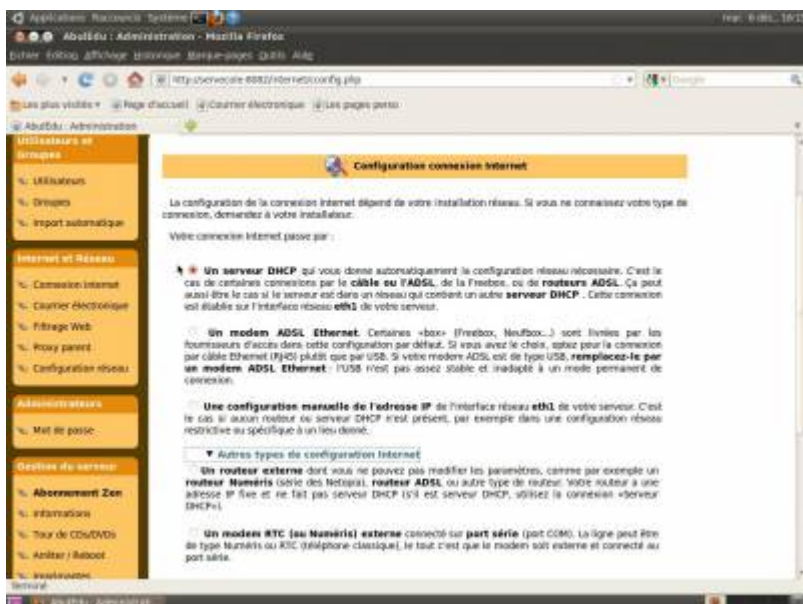 Applications Raccourcis Système
AbulEdu : Administration - Mozilla Firefox
Fichier Édition Affichage Historique Marque-pages Outils Aide
http://servecole:8082/internet/config.php
Google
Les plus visités Page d'accueil Courrier électronique Les pages perso
AbulEdu : Administration
Utilisateurs et
Groupes
Utilisateurs
Groupes
Import automatique
Internet et Réseau
Connexion internet
Courrier électronique
Filtrage Web
Proxy parent
Configuration réseau
Administrateurs
Mot de passe
Gestion du serveur
Abonnement Zen
Informations
Tour de CDs/DVDs
Arrêter / Reboot
Imprimantes
Configuration connexion Internet
La configuration de la connexion Internet dépend de votre installation réseau. Si vous ne connaissez votre type de
connexion, demandez à votre installateur.
Votre connexion Internet passe par :
Un serveur DHCP qui vous donne automatiquement la configuration réseau nécessaire. C'est le
cas de certaines connexions par le câble ou l'ADSL, de la Freebox, ou de routeurs ADSL. Ça peut
aussi être le cas si le serveur est dans un réseau qui contient un autre serveur DHCP . Cette connexion
est établie sur l'interface réseau eth1 de votre serveur.
Un modem ADSL Ethernet. Certaines «box» (Freebox, Neufbox...) sont livrées par les
fournisseurs d'accès dans cette configuration par défaut. Si vous avez le choix, optez pour la connexion
par câble Ethernet (RJ45) plutôt que par USB. Si votre modem ADSL est de type USB, remplacez-le par
un modem ADSL Ethernet : l'USB n'est pas assez stable et inadapté à un mode permanent de
connexion.
Une configuration manuelle de l'adresse IP de l'interface réseau eth1 de votre serveur. C'est
le cas si aucun routeur ou serveur DHCP n'est présent, par exemple dans une configuration réseau
restrictive ou spécifique à un lieu donné.
▼ Autres types de configuration Internet
Un routeur externe dont vous ne pouvez pas modifier les paramètres, comme par exemple un
routeur Numéris (série des Netopia), routeur ADSL ou autre type de routeur. Votre routeur a une
adresse IP fixe et ne fait pas serveur DHCP (s'il est serveur DHCP, utilisez la connexion «Serveur
DHCP»).
Un modem RTC (ou Numéris) externe connecté sur port série (port COM). La ligne peut être
de type Numéris ou RTC (téléphone classique), le tout c'est que le modem soit externe et connecté au
port série.
Terminé